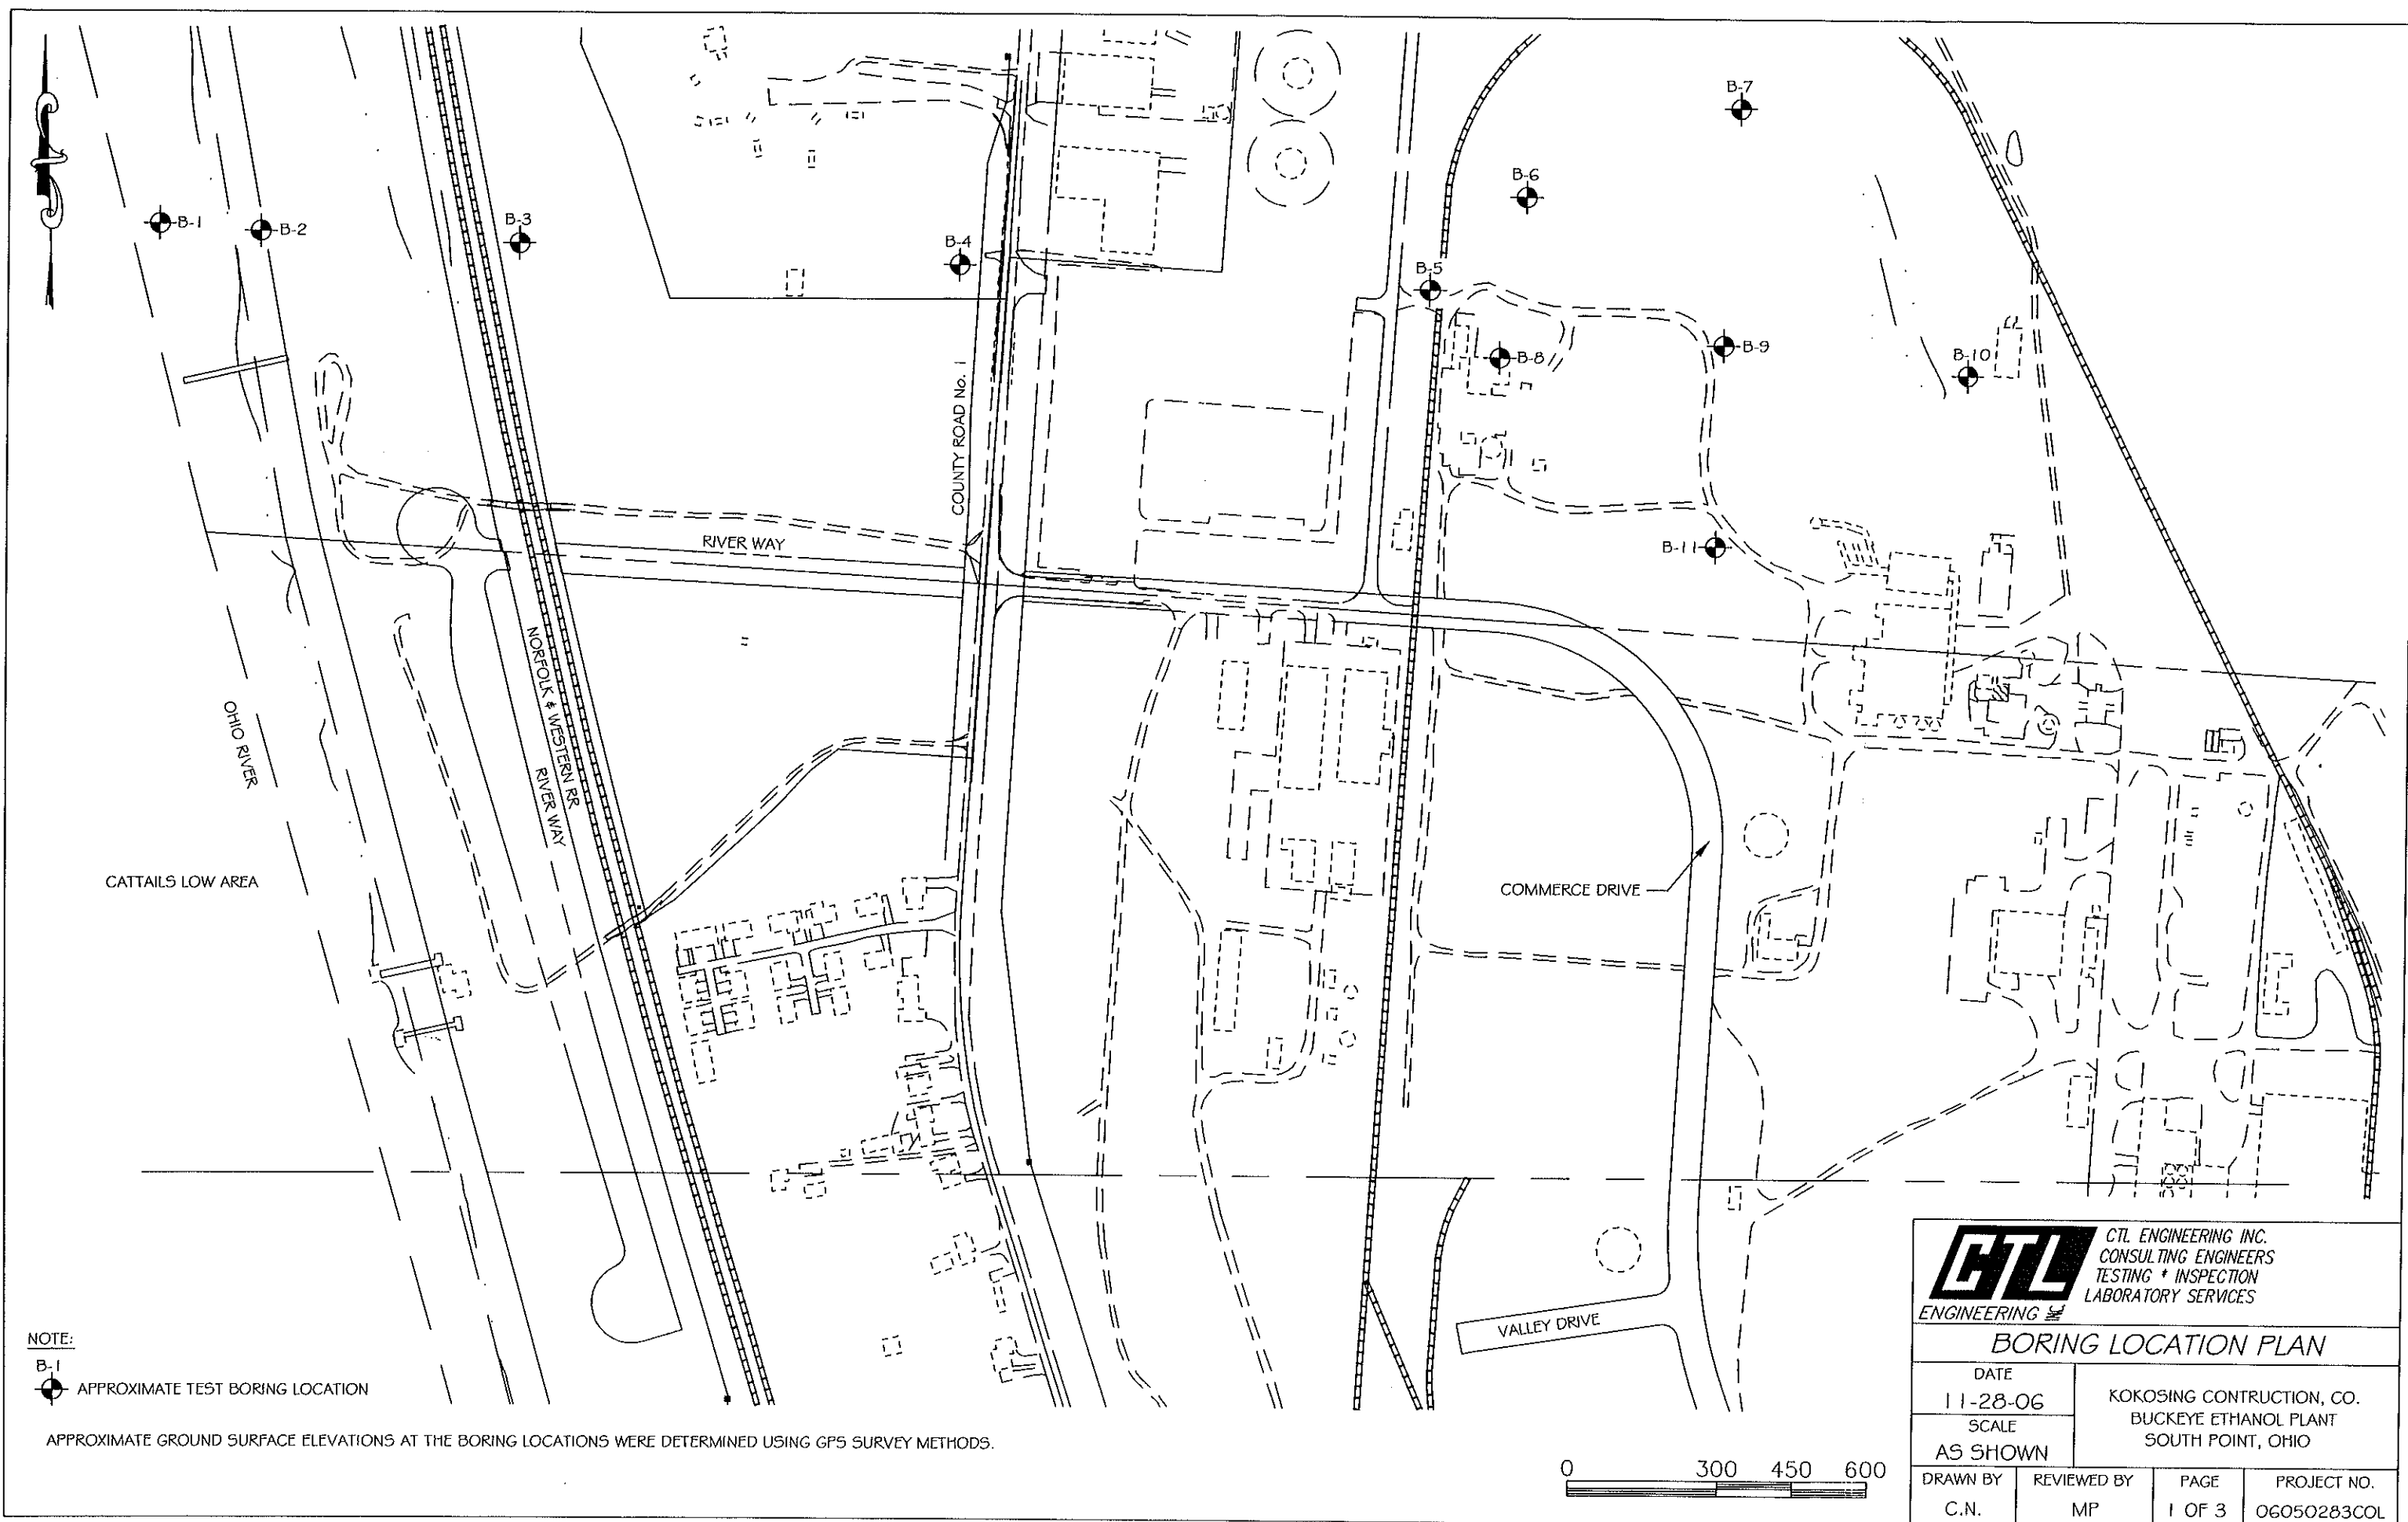 B-7
B-6
B-1
B-2
B-3
B-4
B-5
B-8
B-9
B-10
B-11
COUNTY ROAD No. 1
RIVER WAY
NORFOLK & WESTERN RR
RIVER WAY
OHIO RIVER
CATTAILS LOW AREA
COMMERCE DRIVE
VALLEY DRIVE
NOTE:
B-1
APPROXIMATE TEST BORING LOCATION
APPROXIMATE GROUND SURFACE ELEVATIONS AT THE BORING LOCATIONS WERE DETERMINED USING GPS SURVEY METHODS.
0 300 450 600
CTL
ENGINEERING
CTL ENGINEERING INC.
CONSULTING ENGINEERS
TESTING & INSPECTION
LABORATORY SERVICES
BORING LOCATION PLAN
DATE
11-28-06
SCALE
AS SHOWN
KOKOSING CONTRUCTION, CO.
BUCKEYE ETHANOL PLANT
SOUTH POINT, OHIO
DRAWN BY
C.N.
REVIEWED BY
MP
PAGE
1 OF 3
PROJECT NO.
06050283COL